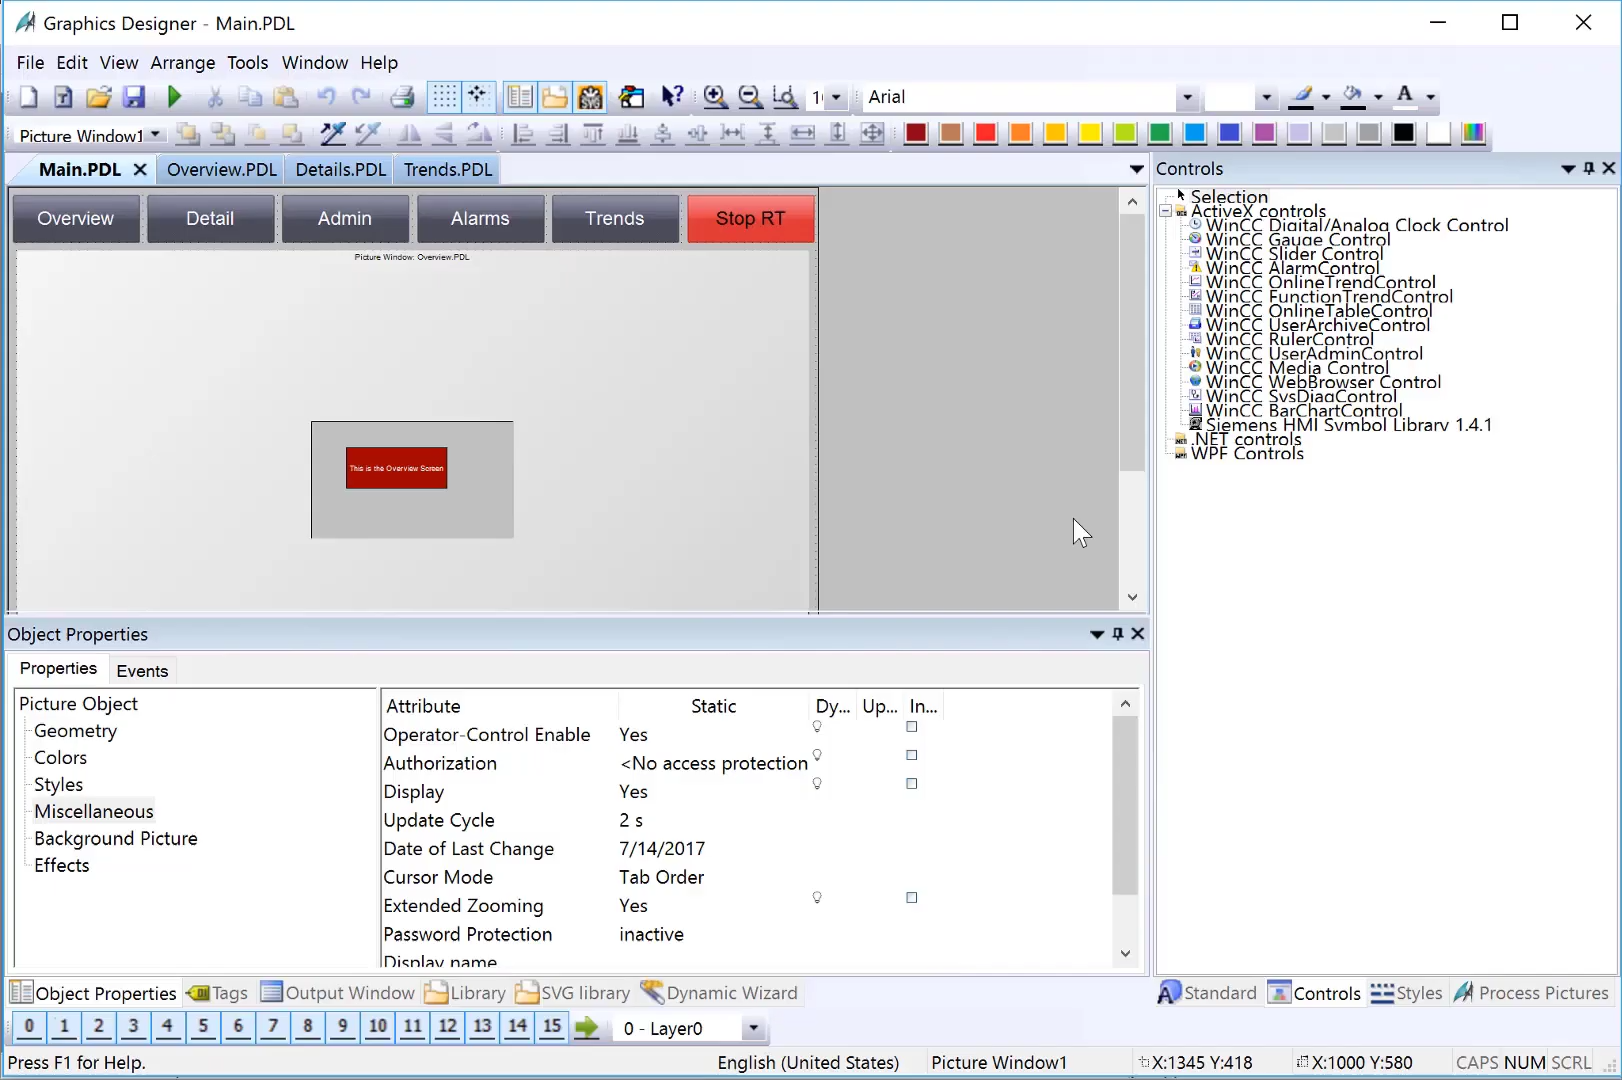 Graphics Designer - Main.PDL
File Edit View Arrange Tools Window Help
Arial
Picture Window1
Main.PDL Overview.PDL Details.PDL Trends.PDL
Controls
Overview Detail Admin Alarms Trends Stop RT
Picture Window: Overview.PDL
This is the Overview Screen
Selection
ActiveX controls
WinCC Digital/Analog Clock Control
WinCC Gauge Control
WinCC Slider Control
WinCC AlarmControl
WinCC OnlineTrendControl
WinCC FunctionTrendControl
WinCC OnlineTableControl
WinCC UserArchiveControl
WinCC RulerControl
WinCC UserAdminControl
WinCC Media Control
WinCC WebBrowser Control
WinCC SysDiagControl
WinCC BarChartControl
Siemens HMI Symbol Library 1.4.1
.NET controls
WPF Controls
Object Properties
Properties Events
Picture Object
Geometry
Colors
Styles
Miscellaneous
Background Picture
Effects
Attribute Static Dy... Up... In...
Operator-Control Enable Yes
Authorization <No access protection
Display Yes
Update Cycle 2 s
Date of Last Change 7/14/2017
Cursor Mode Tab Order
Extended Zooming Yes
Password Protection inactive
Display name
Object Properties Tags Output Window Library SVG library Dynamic Wizard
Standard Controls Styles Process Pictures
0 1 2 3 4 5 6 7 8 9 10 11 12 13 14 15 0 - Layer0
Press F1 for Help. English (United States) Picture Window1 X:1345 Y:418 X:1000 Y:580 CAPS NUM SCRL